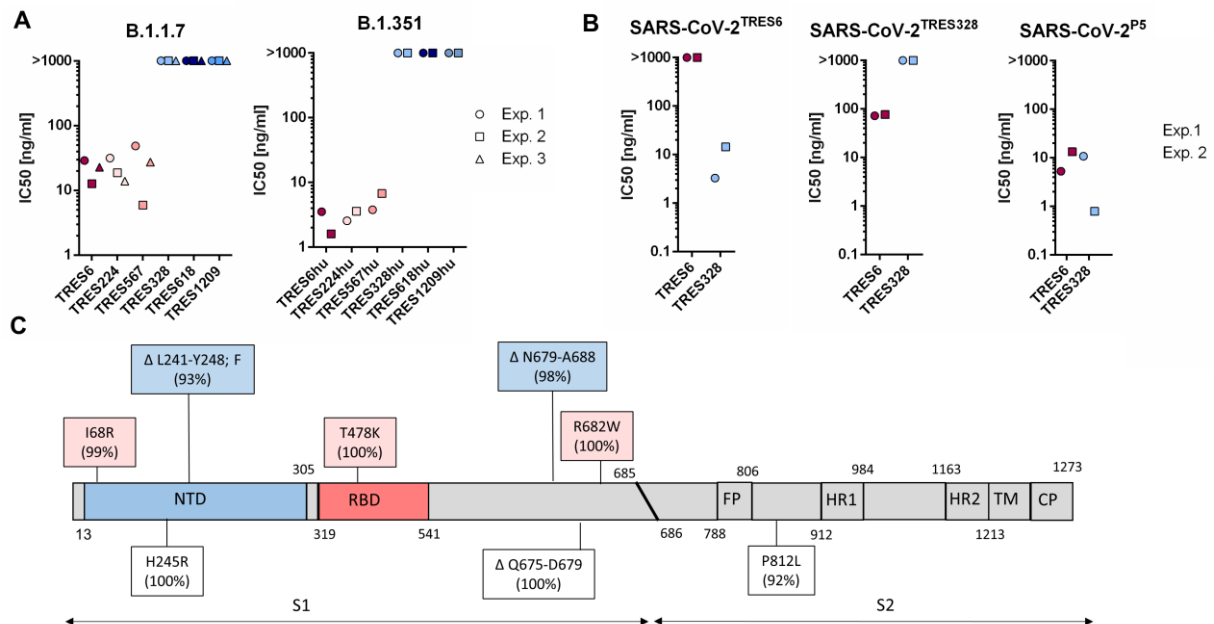 A
B.1.1.7
IC50 [ng/ml]
>1000
100
10
1
TRES6
TRES224
TRES567
TRES328
TRES618
TRES1209
B.1.351
IC50 [ng/ml]
>1000
100
10
1
TRES6hu
TRES224hu
TRES567hu
TRES328hu
TRES618hu
TRES1209hu
Exp. 1
Exp. 2
Exp. 3
B
SARS-CoV-2TRES6
IC50 [ng/ml]
>1000
100
10
1
0.1
TRES6
TRES328
SARS-CoV-2TRES328
IC50 [ng/ml]
>1000
100
10
1
0.1
TRES6
TRES328
SARS-CoV-2P5
IC50 [ng/ml]
>1000
100
10
1
0.1
TRES6
TRES328
Exp.1
Exp. 2
C
Δ L241-Y248; F
(93%)
Δ N679-A688
(98%)
I68R
(99%)
T478K
(100%)
R682W
(100%)
305
685
806
984
1163
1273
NTD
RBD
FP
HR1
HR2
TM
CP
13
319
541
686
788
912
1213
H245R
(100%)
Δ Q675-D679
(100%)
P812L
(92%)
S1
S2